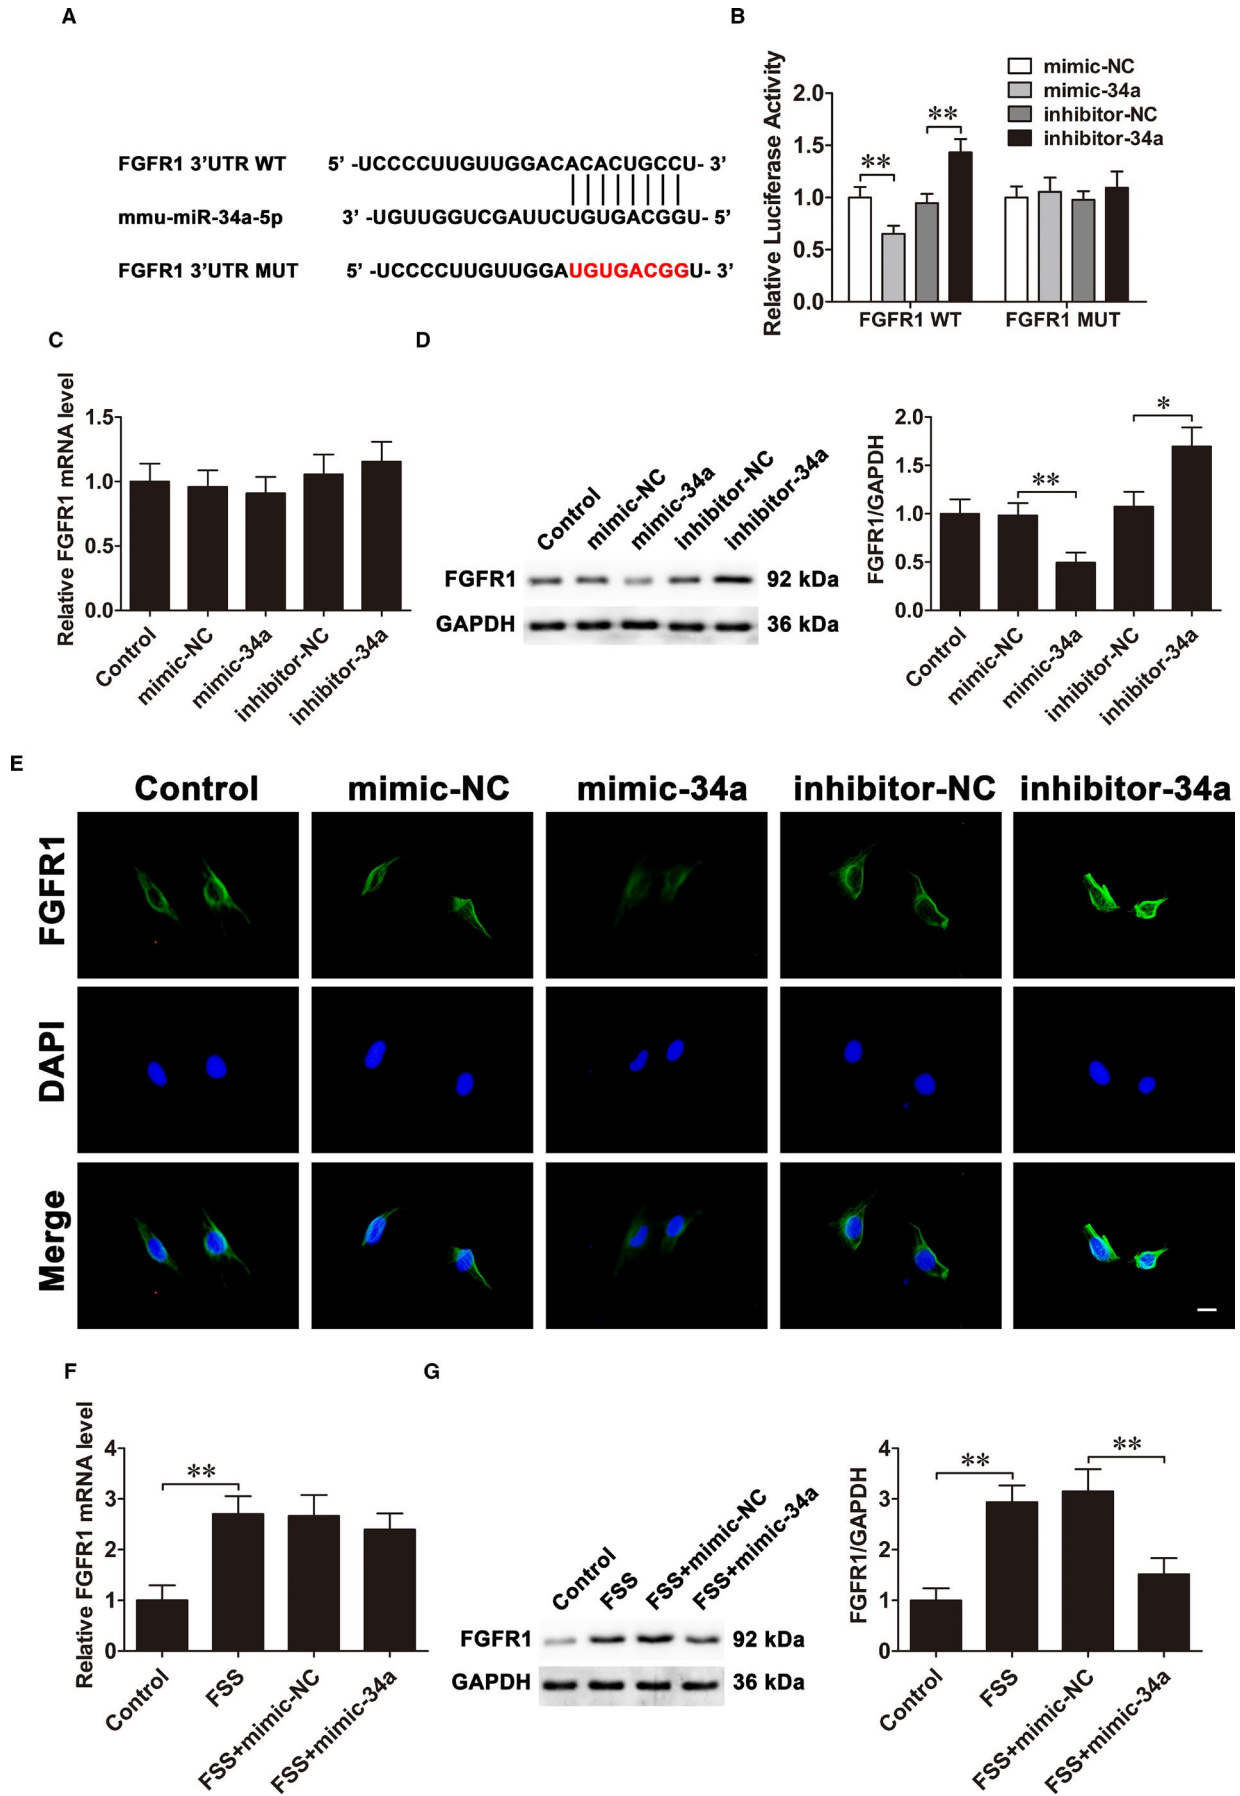 A
FGFR1 3'UTR WT 5' -UCCCCUUGUUGGACACACUGCCU- 3'
mmu-miR-34a-5p 3' -UGUUGGUCGAUUCUGUGACGGU- 5'
FGFR1 3'UTR MUT 5' -UCCCCUUGUUGGAUGUGACGGU- 3'
B
Relative Luciferase Activity
2.0
1.5
1.0
0.5
0.0
mimic-NC
mimic-34a
inhibitor-NC
inhibitor-34a
**
**
FGFR1 WT FGFR1 MUT
C
Relative FGFR1 mRNA level
1.5
1.0
0.5
0.0
Control
mimic-NC
mimic-34a
inhibitor-NC
inhibitor-34a
D
Control
mimic-NC
mimic-34a
inhibitor-NC
inhibitor-34a
FGFR1 92 kDa
GAPDH 36 kDa
FGFR1/GAPDH
2.0
1.5
1.0
0.5
0.0
**
*
Control
mimic-NC
mimic-34a
inhibitor-NC
inhibitor-34a
E
Control mimic-NC mimic-34a inhibitor-NC inhibitor-34a
FGFR1
DAPI
Merge
F
Relative FGFR1 mRNA level
4
3
2
1
0
**
Control
FSS
FSS+mimic-NC
FSS+mimic-34a
G
Control
FSS
FSS+mimic-NC
FSS+mimic-34a
FGFR1 92 kDa
GAPDH 36 kDa
FGFR1/GAPDH
4
3
2
1
0
**
**
Control
FSS
FSS+mimic-NC
FSS+mimic-34a